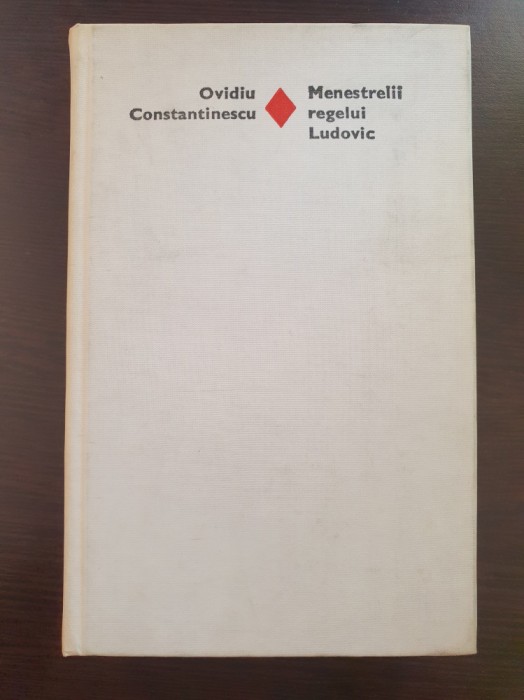 Ovidiu
Constantinescu
Menestrelii
regelui
Ludovic